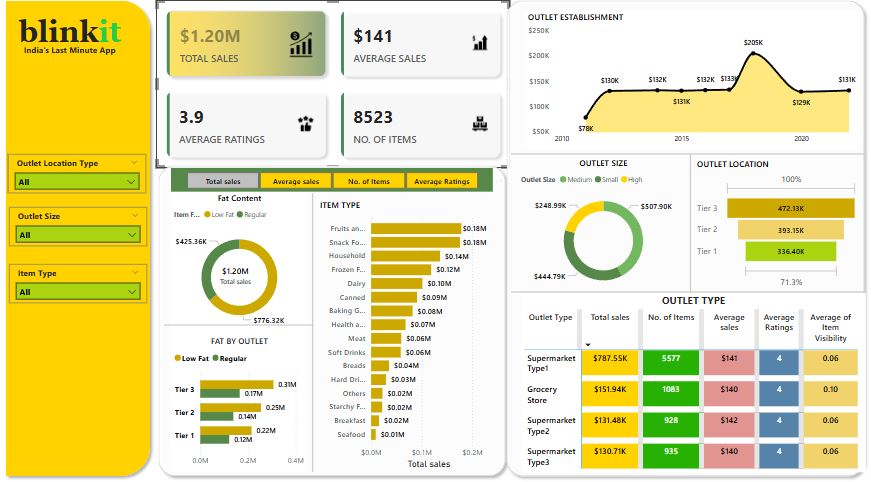 blinkit
India's Last Minute App
Outlet Location Type
All
Outlet Size
All
Item Type
All
$1.20M
TOTAL SALES
$141
AVERAGE SALES
3.9
AVERAGE RATINGS
8523
NO. OF ITEMS
Total sales
Average sales
No. of Items
Average Ratings
Fat Content
Item F... Low Fat Regular
$425.36K
$1.20M
Total sales
$776.32K
FAT BY OUTLET
Low Fat Regular
Tier 3 0.31M
0.17M
Tier 2 0.25M
0.14M
Tier 1 0.22M
0.12M
0.0M 0.2M 0.4M
ITEM TYPE
Fruits an... $0.18M
Snack Fo... $0.18M
Household $0.14M
Frozen F... $0.12M
Dairy $0.10M
Canned $0.09M
Baking G... $0.08M
Health a... $0.07M
Meat $0.06M
Soft Drinks $0.06M
Breads $0.04M
Hard Dri... $0.03M
Others $0.02M
Starchy F... $0.02M
Breakfast $0.02M
Seafood $0.01M
$0.0M $0.1M $0.2M
Total sales
OUTLET ESTABLISHMENT
$250K
$200K
$150K
$100K
$50K
$78K
$130K
$132K
$131K
$132K
$133K
$205K
$129K
$131K
2010 2015 2020
OUTLET SIZE
Outlet Size Medium Small High
$248.99K
$507.90K
$444.79K
OUTLET LOCATION
100%
Tier 3 472.13K
Tier 2 393.15K
Tier 1 336.40K
71.3%
OUTLET TYPE
Outlet Type Total sales No. of Items Average sales Average Ratings Average of Item Visibility
Supermarket Type1 $787.55K 5577 $141 4 0.06
Grocery Store $151.94K 1083 $140 4 0.10
Supermarket Type2 $131.48K 928 $142 4 0.06
Supermarket Type3 $130.71K 935 $140 4 0.06